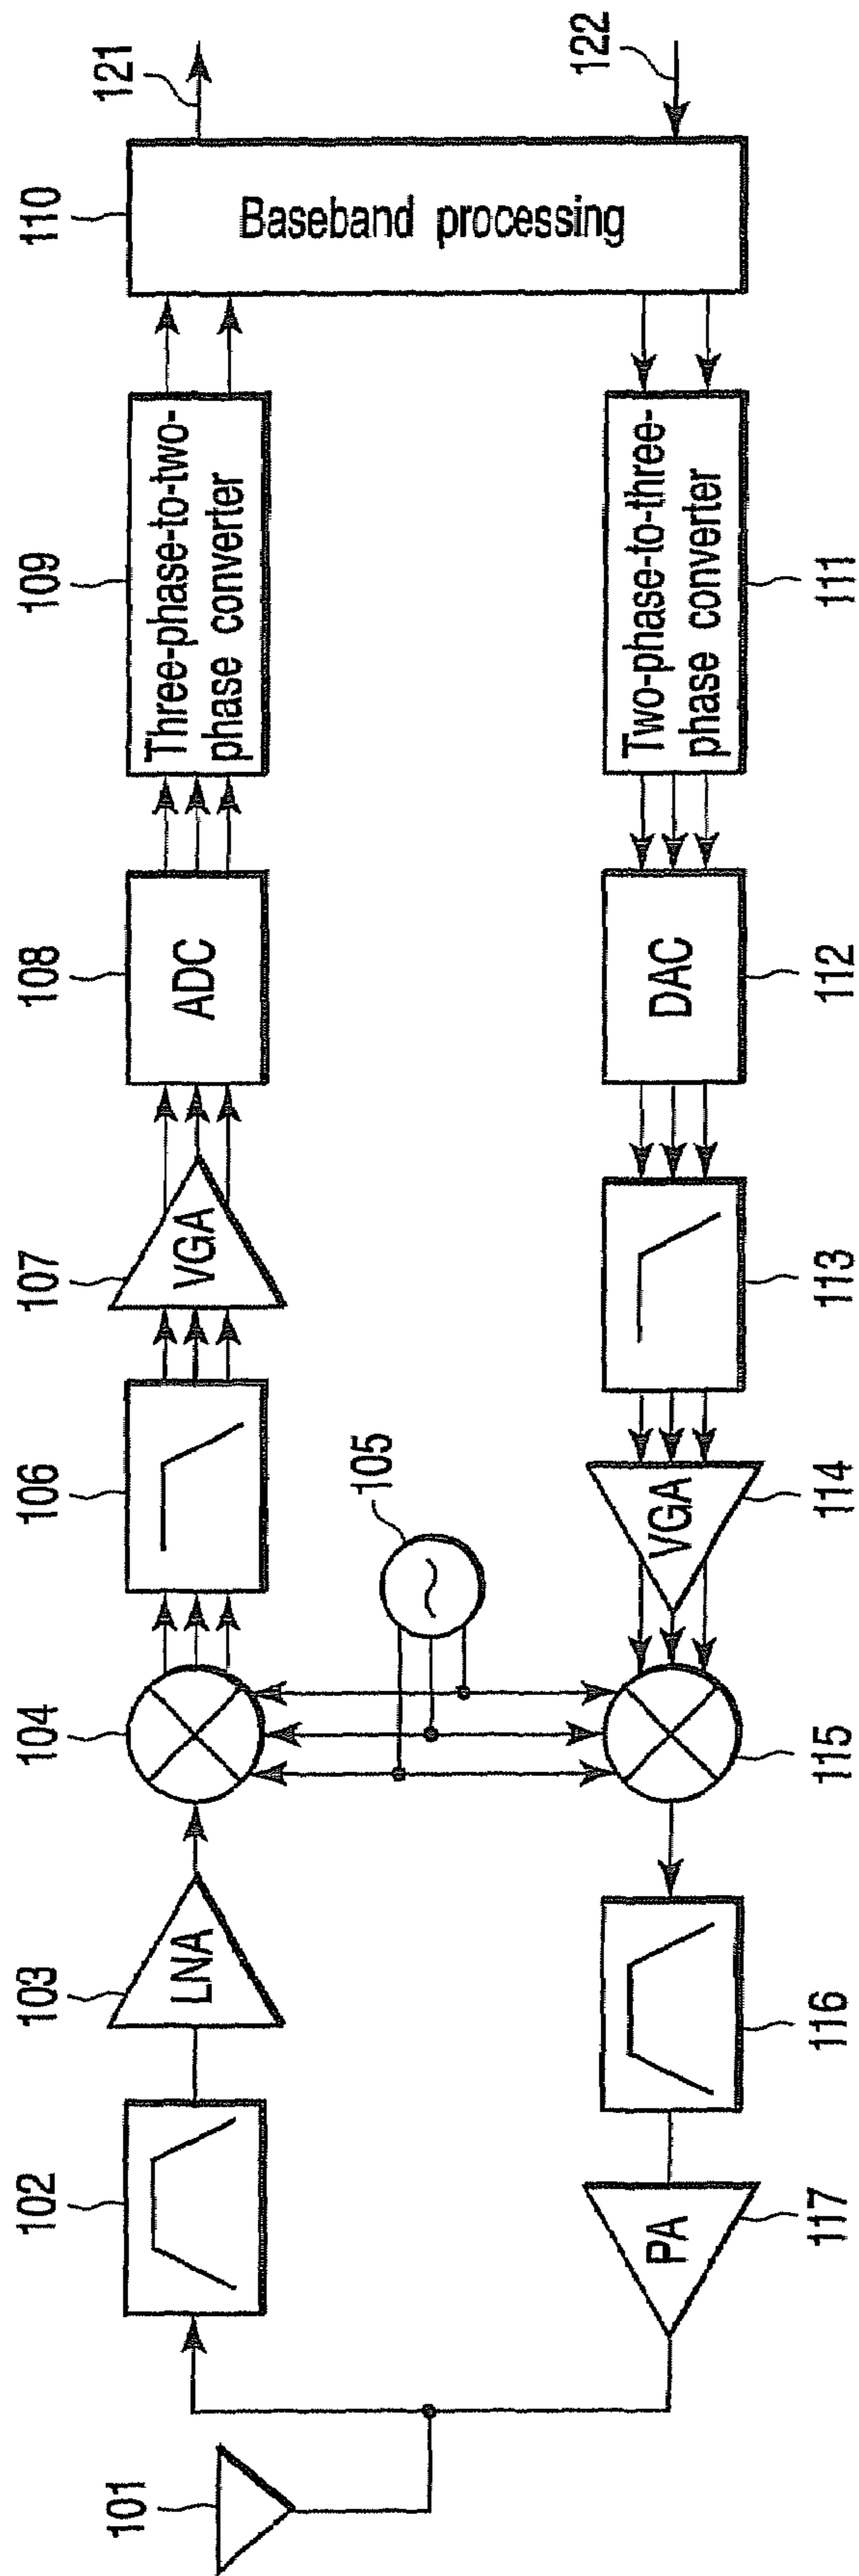 101
102
103
LNA
104
105
106
107
VGA
108
ADC
109
Three-phase-to-two-
phase converter
110
Baseband processing
121
122
111
Two-phase-to-three-
phase converter
112
DAC
113
114
VGA
115
116
117
PA